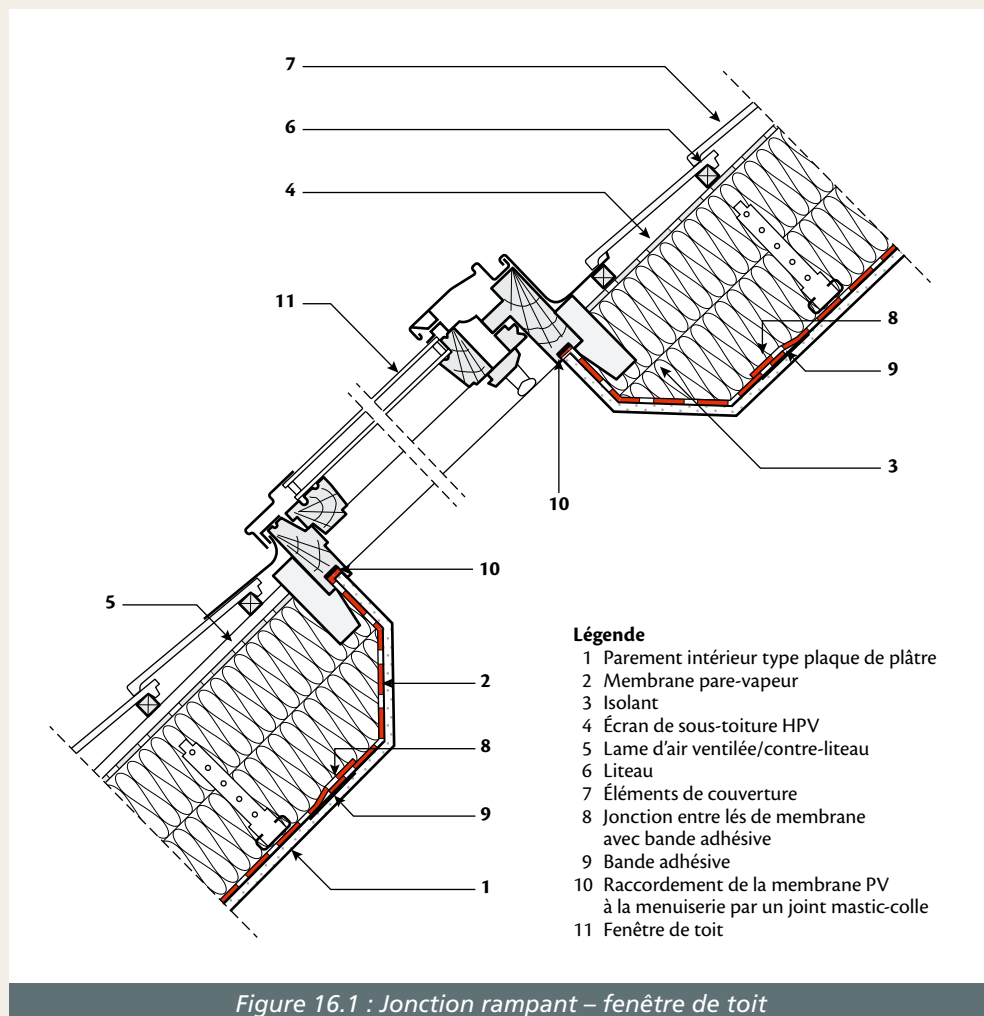 7
6
4
11
8
9
3
10
10
5
2
8
9
1
Légende
1 Parement intérieur type plaque de plâtre
2 Membrane pare-vapeur
3 Isolant
4 Écran de sous-toiture HPV
5 Lame d'air ventilée/contre-liteau
6 Liteau
7 Éléments de couverture
8 Jonction entre lés de membrane
avec bande adhésive
9 Bande adhésive
10 Raccordement de la membrane PV
à la menuiserie par un joint mastic-colle
11 Fenêtre de toit
Figure 16.1 : Jonction rampant – fenêtre de toit